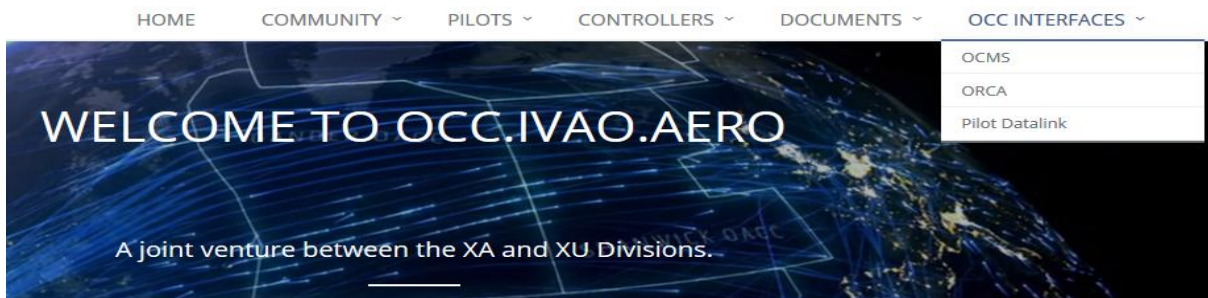 HOME COMMUNITY PILOTS CONTROLLERS DOCUMENTS OCC INTERFACES
OCMS
ORCA
Pilot Datalink
WELCOME TO OCC.IVAO.AERO
A joint venture between the XA and XU Divisions.